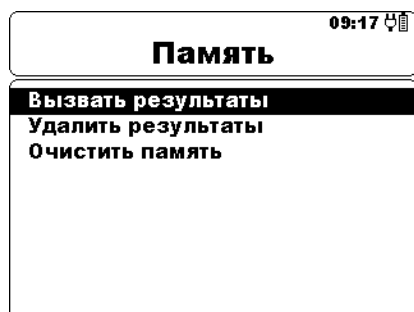 09:17
Память
Вызвать результаты
Удалить результаты
Очистить память